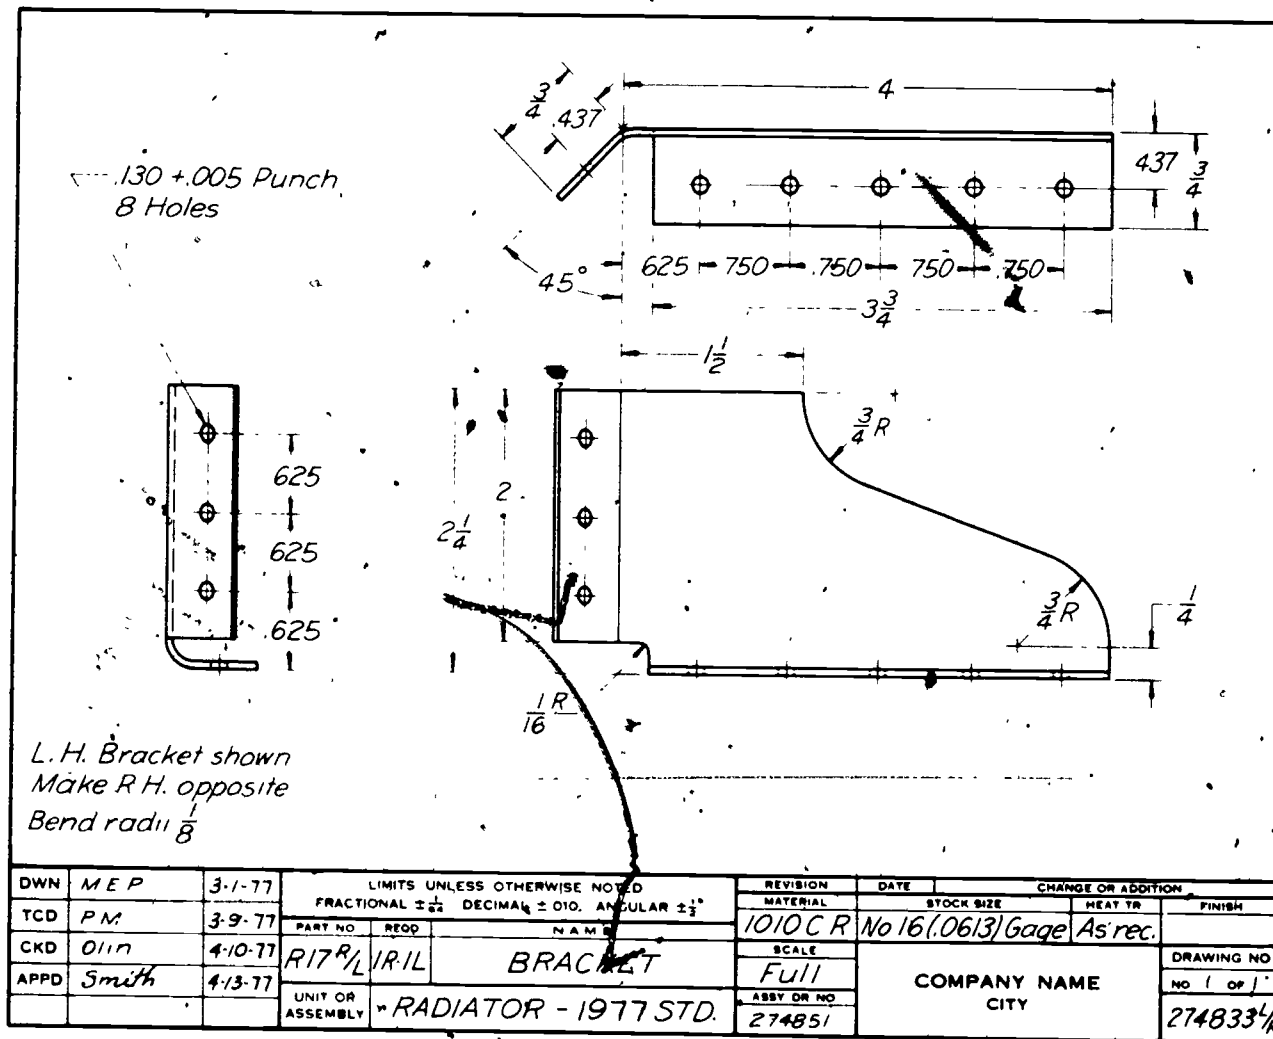 4
3/4
.437
437
3/4
.130 +.005 Punch
8 Holes
45°
625 750 .750 750 .750
3 3/4
1 1/2
3/4 R
625
2
2 1/4
625
3/4 R
1/4
.625
1/16 R
L.H. Bracket shown
Make R H. opposite
Bend radii 1/8
DWN MEP 3-1-77
TCD P.M. 3-9-77
CKD Olin 4-10-77
APPD Smith 4-13-77
LIMITS UNLESS OTHERWISE NOTED
FRACTIONAL ± 1/64 DECIMAL ± 010. ANGULAR ± 1/2°
PART NO REQD NAME
R17 R/L 1R-1L BRACKET
UNIT OR ASSEMBLY RADIATOR - 1977 STD.
REVISION DATE CHANGE OR ADDITION
MATERIAL STOCK SIZE HEAT TR FINISH
1010 C R No 16 (.0613) Gage As rec.
SCALE
Full
ASSY DR NO
274851
COMPANY NAME
CITY
DRAWING NO
NO 1 OF 1
274833